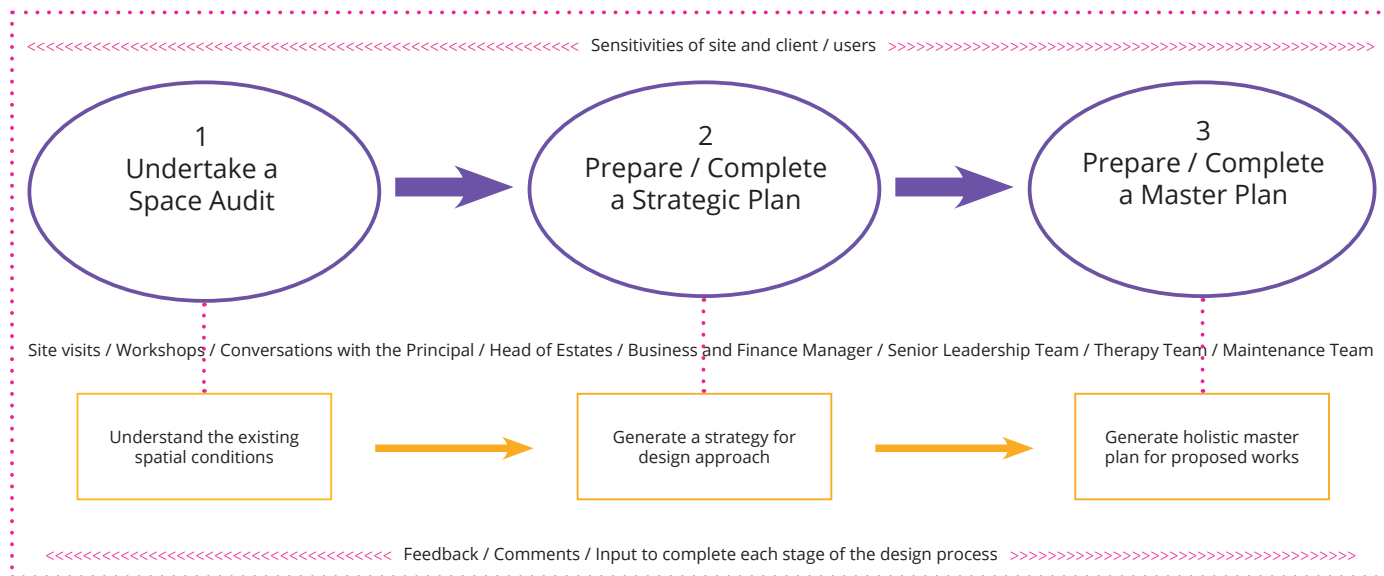 <<<<<<<<<<<<<<<<<<<<<<<<<<<<<<<<<<<<<<<<<<<<<<<<<<<<<<<<<<<< Sensitivities of site and client / users >>>>>>>>>>>>>>>>>>>>>>>>>>>>>>>>>>>>>>>>>>>>>>>>>>>>>>>>>>>>
1
Undertake a
Space Audit
2
Prepare / Complete
a Strategic Plan
3
Prepare / Complete
a Master Plan
Site visits / Workshops / Conversations with the Principal / Head of Estates / Business and Finance Manager / Senior Leadership Team / Therapy Team / Maintenance Team
Understand the existing
spatial conditions
Generate a strategy for
design approach
Generate holistic master
plan for proposed works
<<<<<<<<<<<<<<<<<<<<<<<<<<<<<<<<<<<<<<<<<<<<< Feedback / Comments / Input to complete each stage of the design process >>>>>>>>>>>>>>>>>>>>>>>>>>>>>>>>>>>>>>>>>>>>>